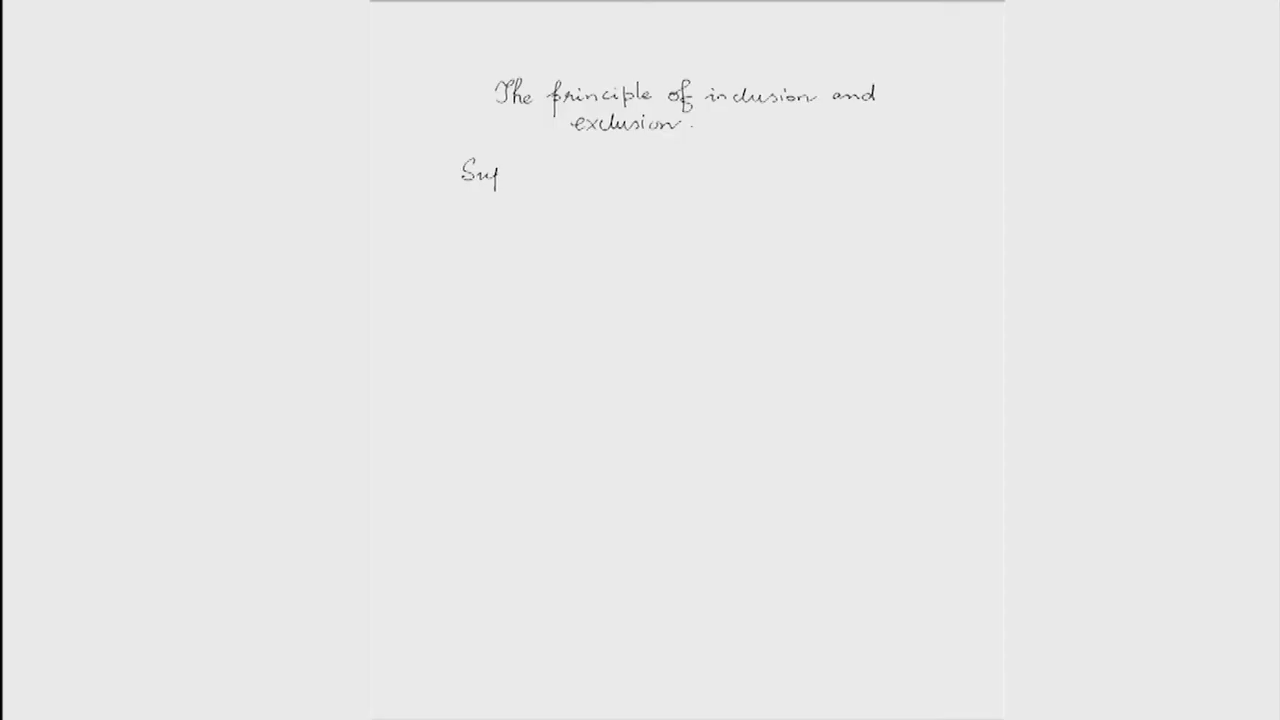 The principle of inclusion and
exclusion.
Sup